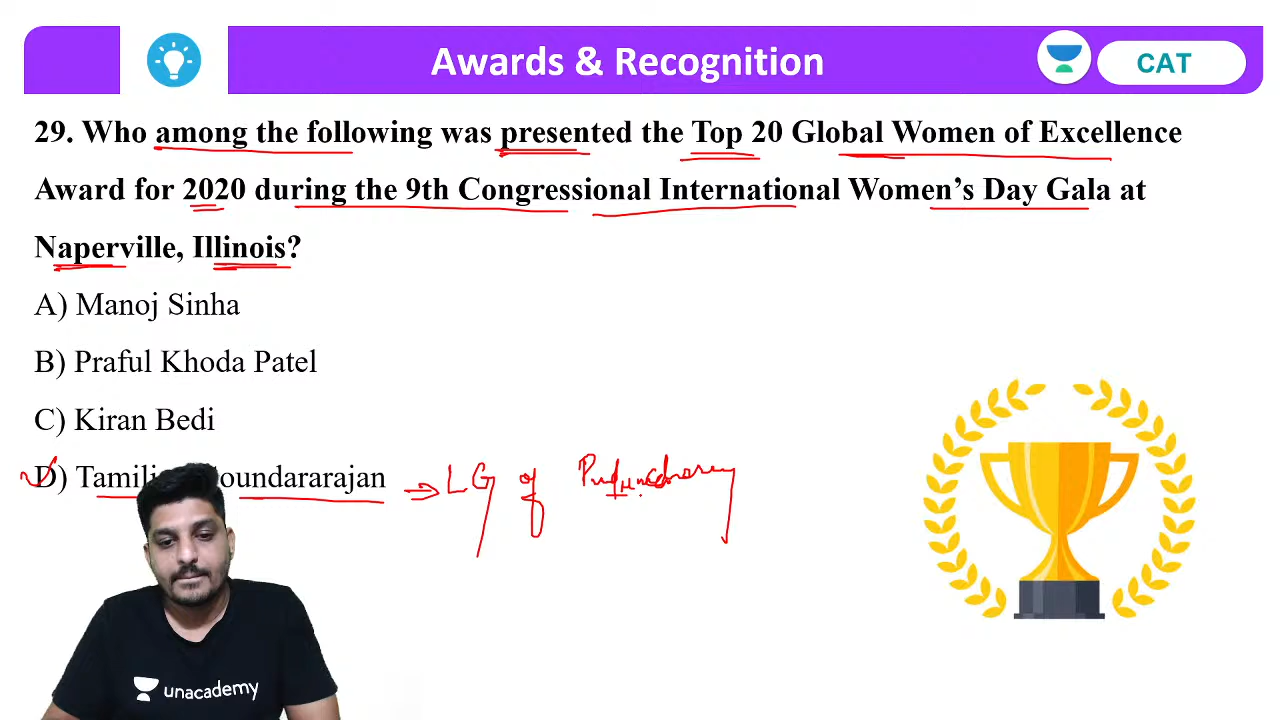 Awards & Recognition
CAT
29. Who among the following was presented the Top 20 Global Women of Excellence
Award for 2020 during the 9th Congressional International Women’s Day Gala at
Naperville, Illinois?
A) Manoj Sinha
B) Praful Khoda Patel
C) Kiran Bedi
D) Tamili oundararajan
LG of
unacademy